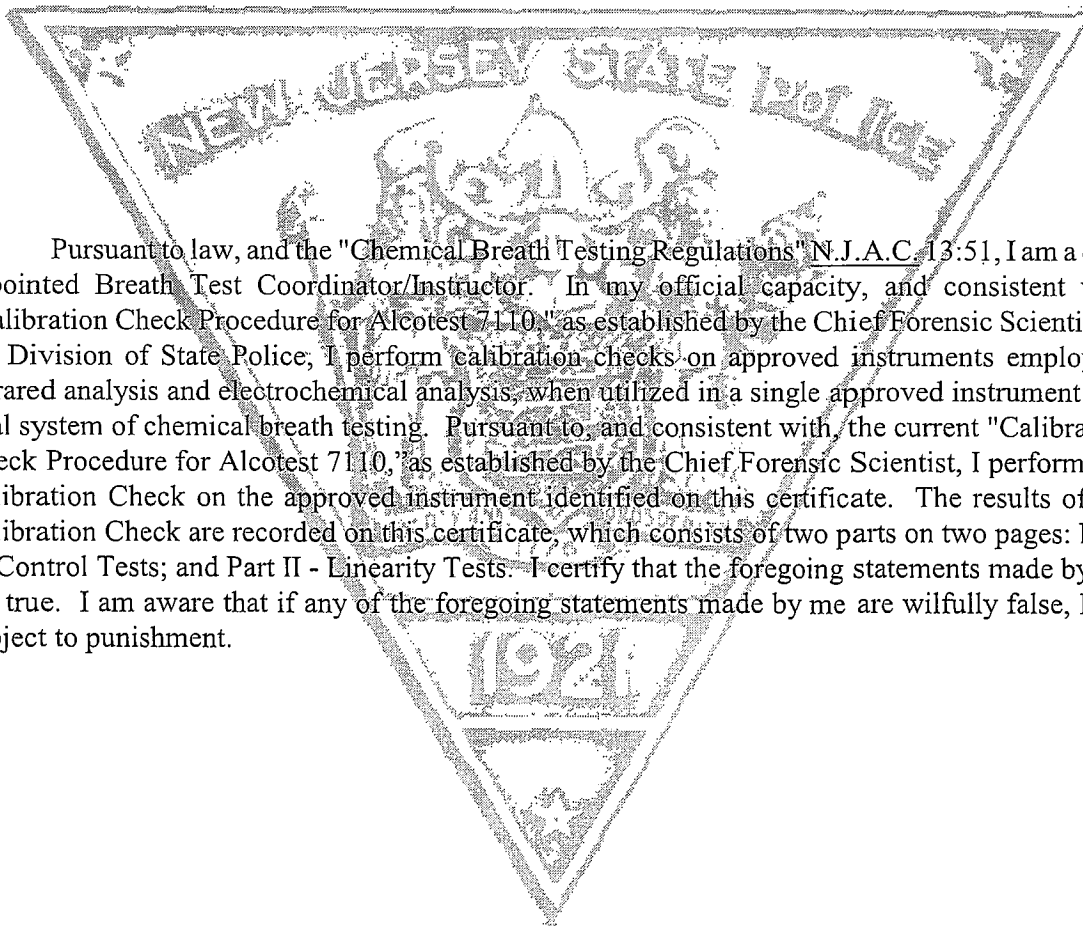 NEW JERSEY STATE POLICE
Pursuant to law, and the "Chemical Breath Testing Regulations" N.J.A.C. 13:51, I am a
pointed Breath Test Coordinator/Instructor. In my official capacity, and consistent
alibration Check Procedure for Alcotest 7110," as established by the Chief Forensic Scienti
Division of State Police, I perform calibration checks on approved instruments employ
rared analysis and electrochemical analysis, when utilized in a single approved instrument
al system of chemical breath testing. Pursuant to, and consistent with, the current "Calibra
eck Procedure for Alcotest 7110," as established by the Chief Forensic Scientist, I perform
libration Check on the approved instrument identified on this certificate. The results of
libration Check are recorded on this certificate, which consists of two parts on two pages:
Control Tests; and Part II - Linearity Tests. I certify that the foregoing statements made by
true. I am aware that if any of the foregoing statements made by me are wilfully false, I
ject to punishment.
1921